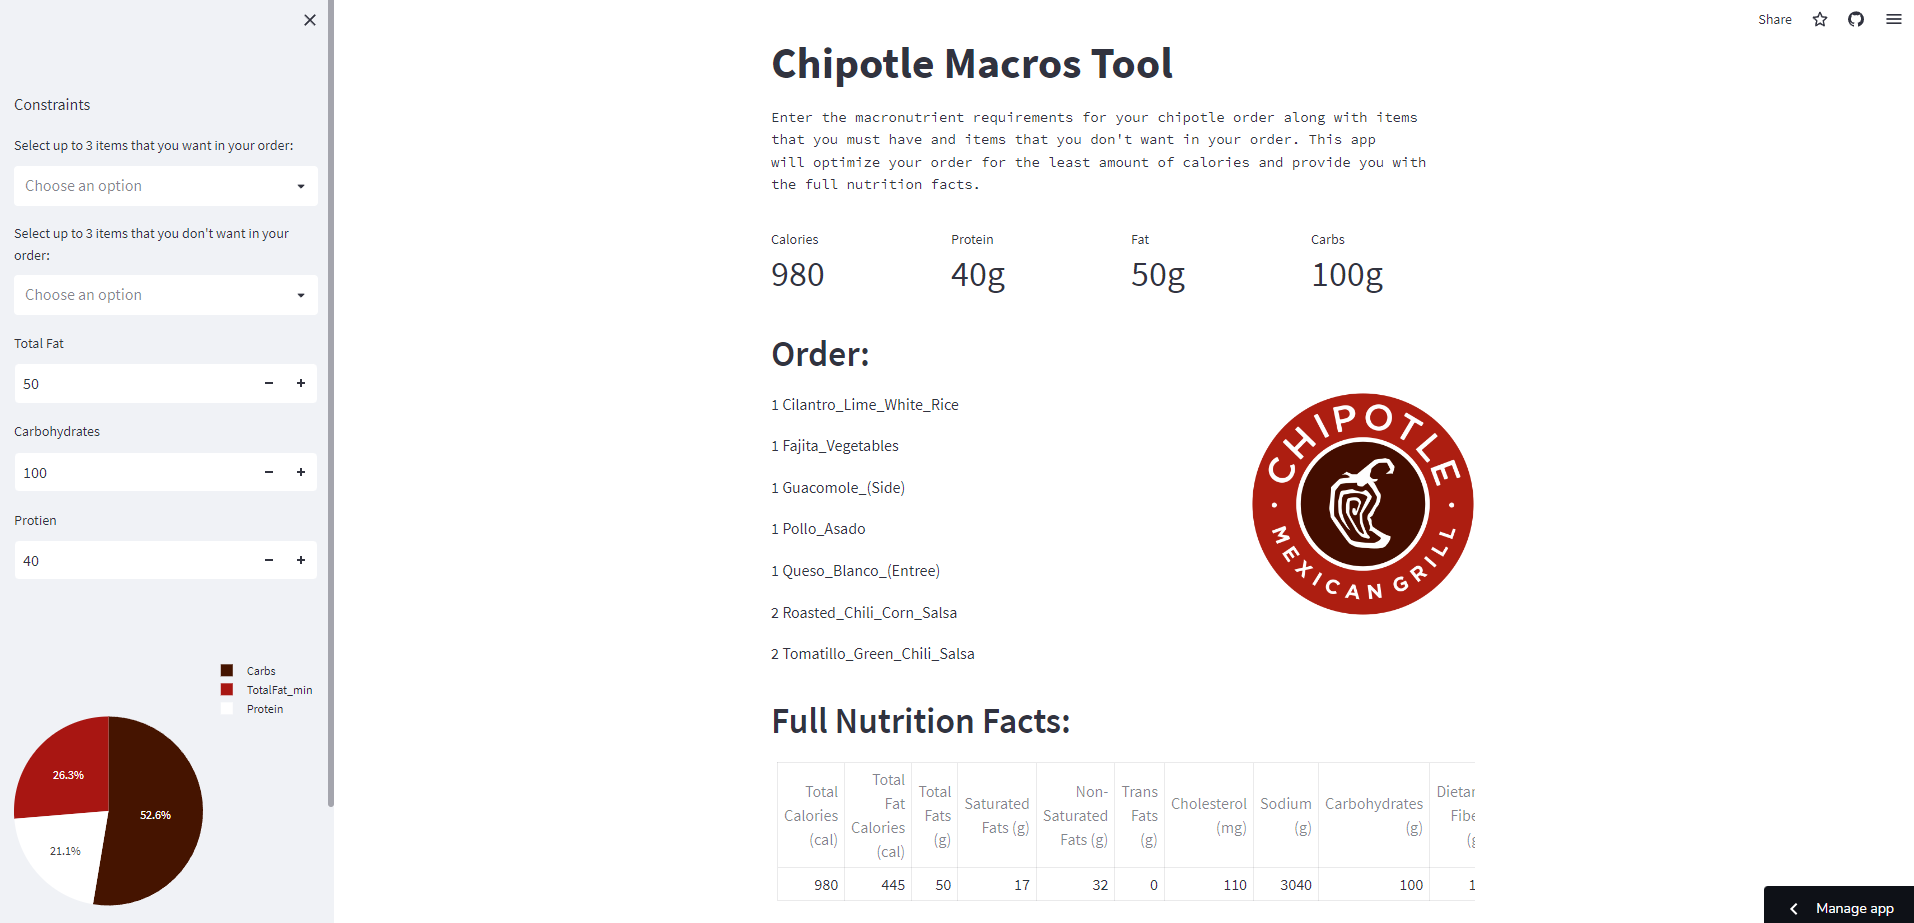 Share
Constraints
Select up to 3 items that you want in your order:
Choose an option
Select up to 3 items that you don't want in your
order:
Choose an option
Total Fat
50
Carbohydrates
100
Protien
40
Carbs
TotalFat_min
Protein
26.3%
52.6%
21.1%
Chipotle Macros Tool
Enter the macronutrient requirements for your chipotle order along with items
that you must have and items that you don't want in your order. This app
will optimize your order for the least amount of calories and provide you with
the full nutrition facts.
Calories Protein Fat Carbs
980 40g 50g 100g
Order:
1 Cilantro_Lime_White_Rice
1 Fajita_Vegetables
1 Guacomole_(Side)
1 Pollo_Asado
1 Queso_Blanco_(Entree)
2 Roasted_Chili_Corn_Salsa
2 Tomatillo_Green_Chili_Salsa
CHIPOTLE
MEXICAN GRILL
Full Nutrition Facts:
Total
Calories
(cal)
Total
Fat
Calories
(cal)
Total
Fats
(g)
Saturated
Fats (g)
Non-
Saturated
Fats (g)
Trans
Fats
(g)
Cholesterol
(mg)
Sodium
(g)
Carbohydrates
(g)
980 445 50 17 32 0 110 3040 100
Manage app